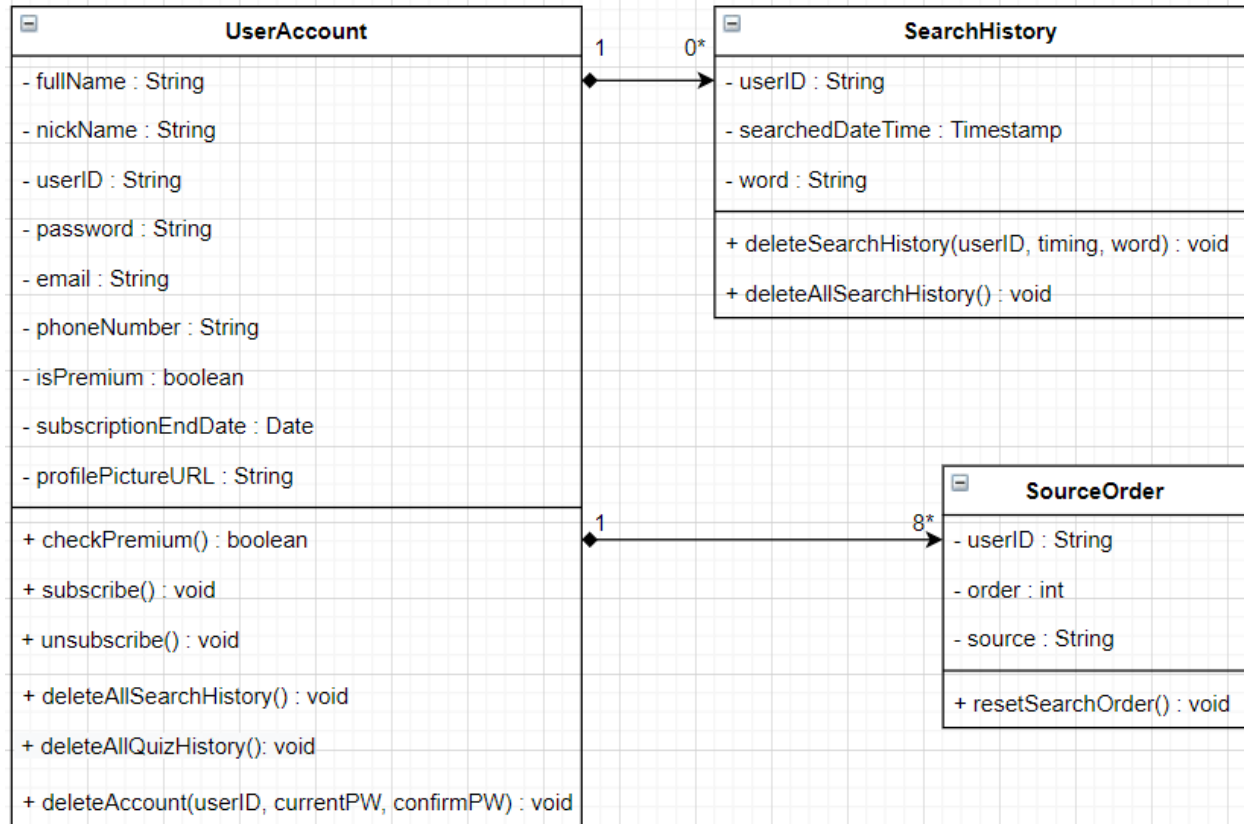 UserAccount
- fullName : String
- nickName : String
- userID : String
- password : String
- email : String
- phoneNumber : String
- isPremium : boolean
- subscriptionEndDate : Date
- profilePictureURL : String
+ checkPremium() : boolean
+ subscribe() : void
+ unsubscribe() : void
+ deleteAllSearchHistory() : void
+ deleteAllQuizHistory(): void
+ deleteAccount(userID, currentPW, confirmPW) : void
1
0*
SearchHistory
- userID : String
- searchedDateTime : Timestamp
- word : String
+ deleteSearchHistory(userID, timing, word) : void
+ deleteAllSearchHistory() : void
1
8*
SourceOrder
- userID : String
- order : int
- source : String
+ resetSearchOrder() : void